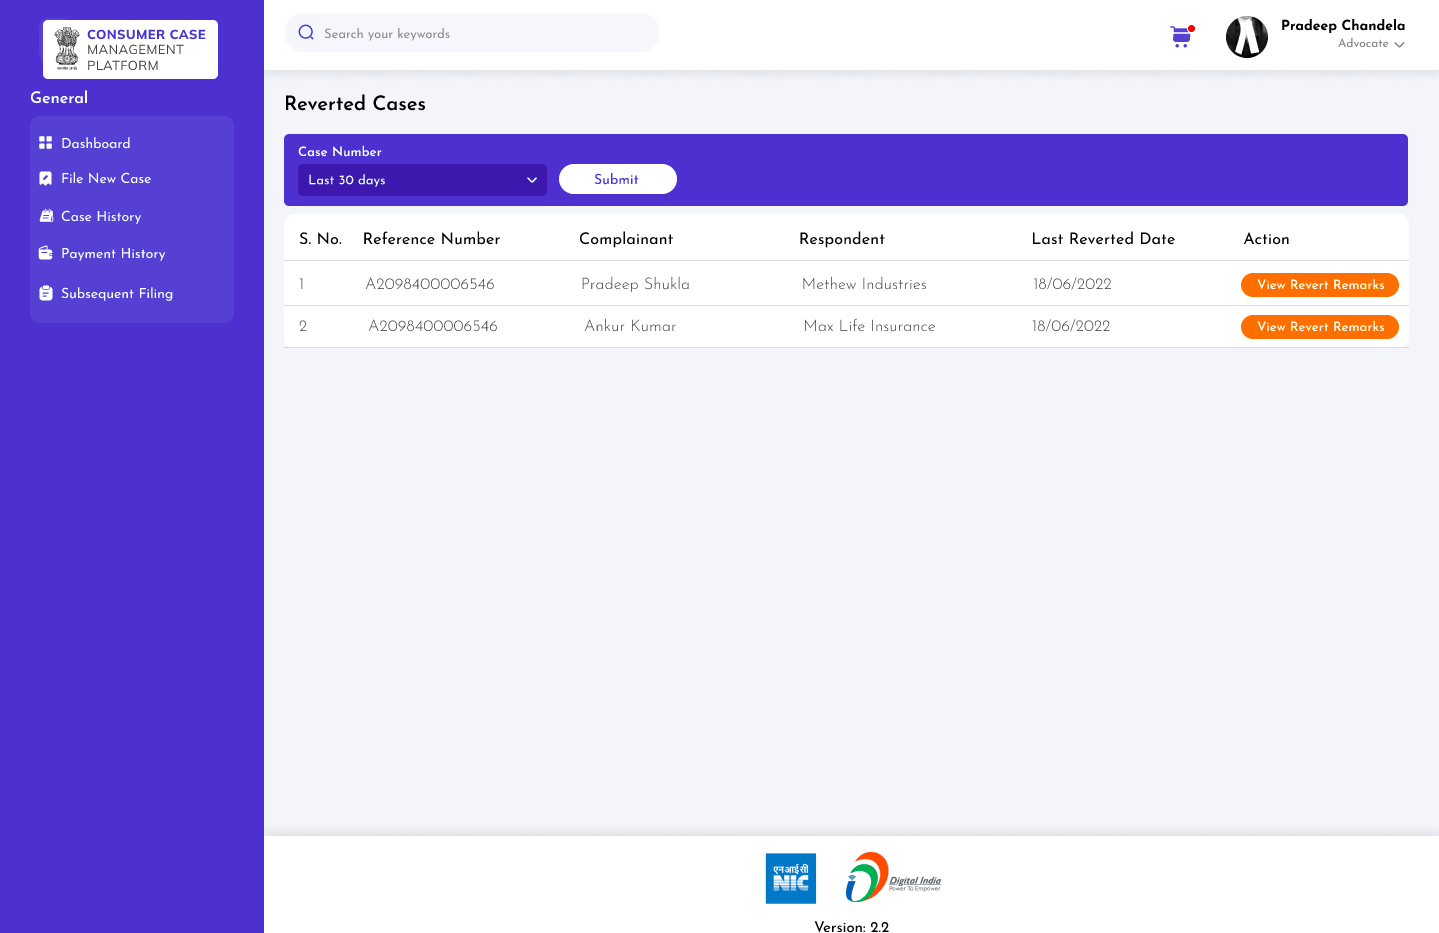 CONSUMER CASE
MANAGEMENT
PLATFORM
General
Dashboard
File New Case
Case History
Payment History
Subsequent Filing
Search your keywords
Pradeep Chandela
Advocate
Reverted Cases
Case Number
Last 30 days
Submit
S. No. Reference Number Complainant Respondent Last Reverted Date Action
1 A2098400006546 Pradeep Shukla Methew Industries 18/06/2022 View Revert Remarks
2 A2098400006546 Ankur Kumar Max Life Insurance 18/06/2022 View Revert Remarks
एन आई सी
NIC
Digital India
Power To Empower
Version: 2.2